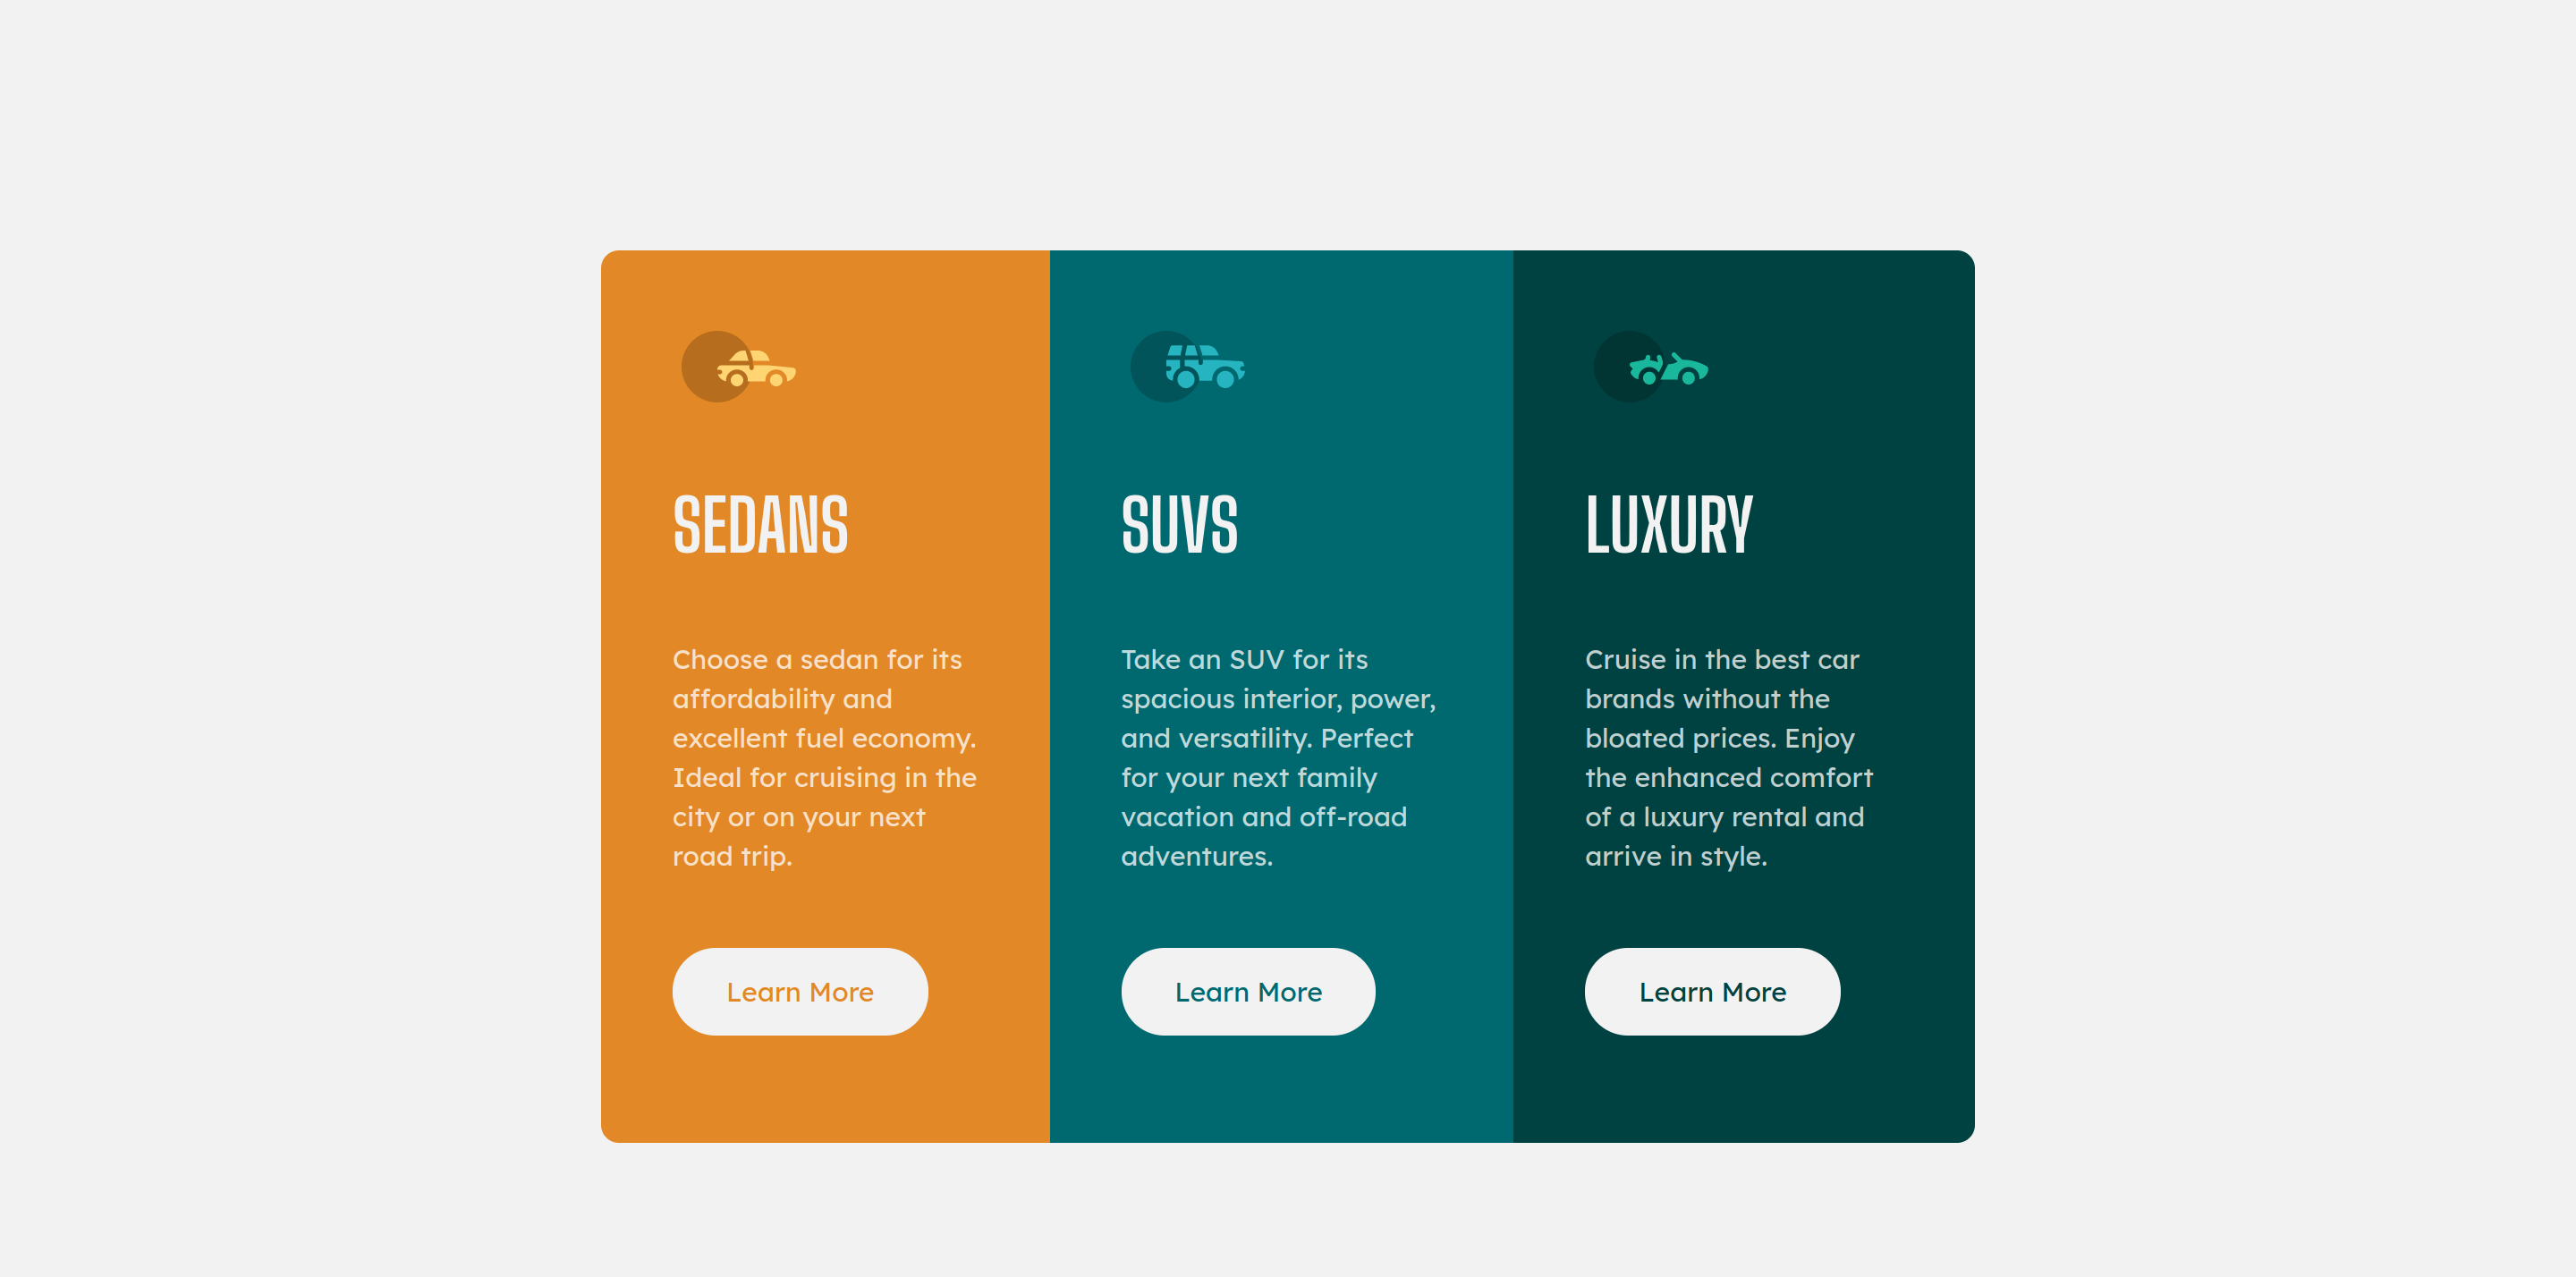 SEDANS
Choose a sedan for its
affordability and
excellent fuel economy.
Ideal for cruising in the
city or on your next
road trip.
Learn More
SUVS
Take an SUV for its
spacious interior, power,
and versatility. Perfect
for your next family
vacation and off-road
adventures.
Learn More
LUXURY
Cruise in the best car
brands without the
bloated prices. Enjoy
the enhanced comfort
of a luxury rental and
arrive in style.
Learn More